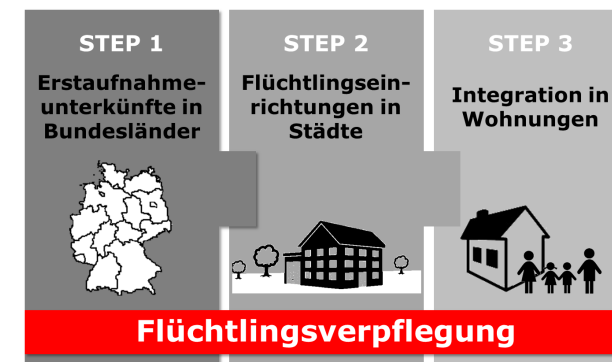 STEP 1
Erstaufnahme-
unterkünfte in
Bundesländer
STEP 2
Flüchtlingsein-
richtungen in
Städte
STEP 3
Integration in
Wohnungen
Flüchtlingsverpflegung